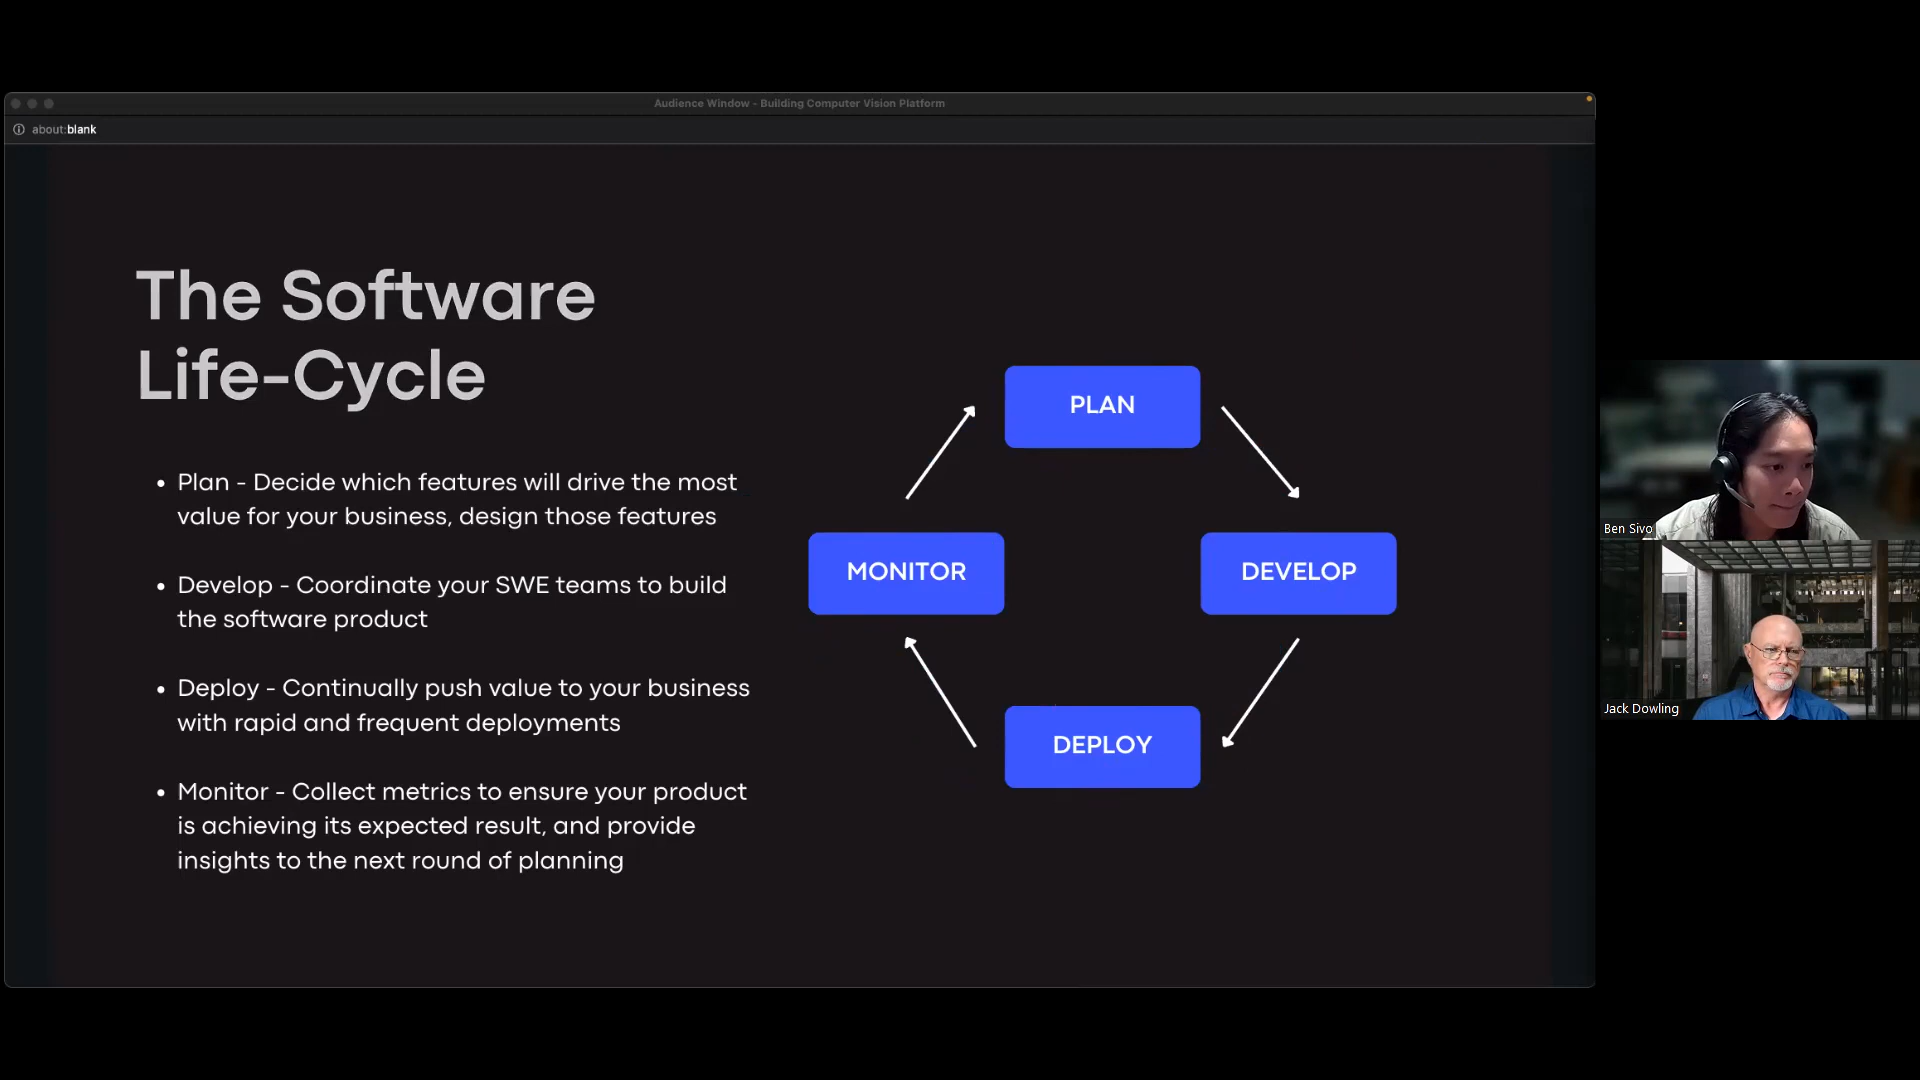 Audience Window - Building Computer Vision Platform
about:blank
The Software
Life-Cycle
• Plan - Decide which features will drive the most
value for your business, design those features
• Develop - Coordinate your SWE teams to build
the software product
• Deploy - Continually push value to your business
with rapid and frequent deployments
• Monitor - Collect metrics to ensure your product
is achieving its expected result, and provide
insights to the next round of planning
PLAN
MONITOR
DEVELOP
DEPLOY
Ben Sivo
Jack Dowling